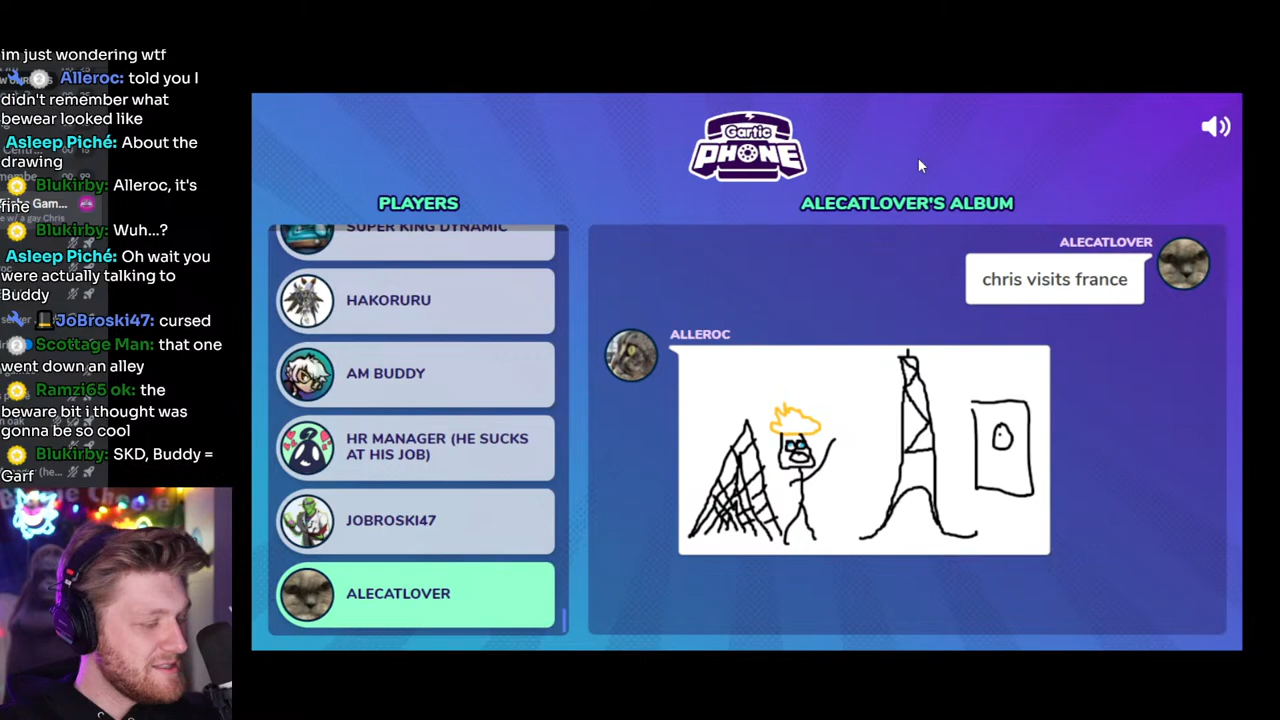 im just wondering wtf
Alleroc: told you I
didn't remember what
bewear looked like
Asleep Piché: About the
drawing
Blukirby: Alleroc, it's
fine
Blukirby: Wuh...?
Asleep Piché: Oh wait you
were actually talking to
Buddy
JoBroski47: cursed
Scottage Man: that one
went down an alley
Ramzi65 ok: the
beware bit i thought was
gonna be so cool
Blukirby: SKD, Buddy =
Garf
Gartic
PHONE
PLAYERS
SUPER KING DYNAMIC
HAKORURU
AM BUDDY
HR MANAGER (HE SUCKS
AT HIS JOB)
JOBROSKI47
ALECATLOVER
ALECATLOVER'S ALBUM
ALECATLOVER
chris visits france
ALLEROC